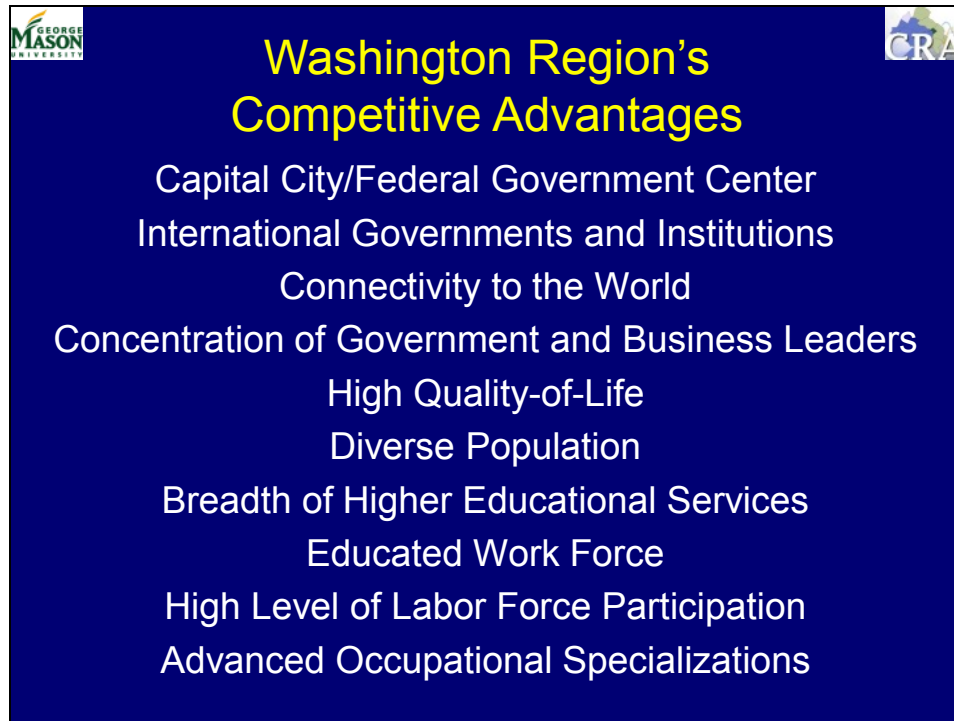 GEORGE
MASON
UNIVERSITY
CRA
Washington Region's
Competitive Advantages
Capital City/Federal Government Center
International Governments and Institutions
Connectivity to the World
Concentration of Government and Business Leaders
High Quality-of-Life
Diverse Population
Breadth of Higher Educational Services
Educated Work Force
High Level of Labor Force Participation
Advanced Occupational Specializations